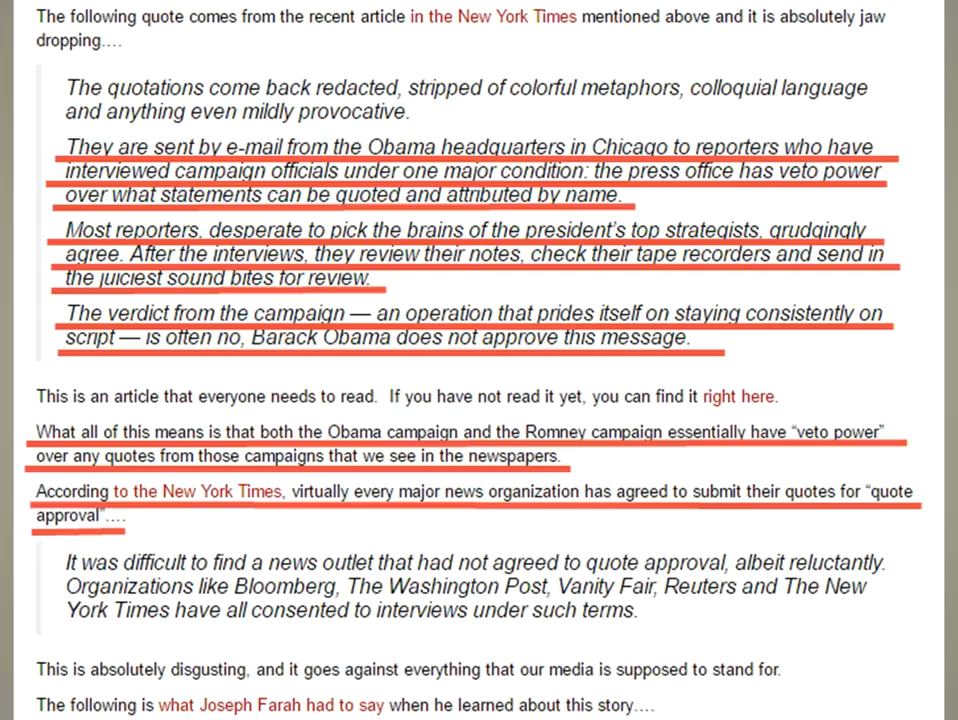 The following quote comes from the recent article in the New York Times mentioned above and it is absolutely jaw
dropping….
The quotations come back redacted, stripped of colorful metaphors, colloquial language
and anything even mildly provocative.
They are sent by e-mail from the Obama headquarters in Chicago to reporters who have
interviewed campaign officials under one major condition: the press office has veto power
over what statements can be quoted and attributed by name.
Most reporters, desperate to pick the brains of the president’s top strategists, grudgingly
agree. After the interviews, they review their notes, check their tape recorders and send in
the juiciest sound bites for review.
The verdict from the campaign — an operation that prides itself on staying consistently on
script — is often no, Barack Obama does not approve this message.
This is an article that everyone needs to read.  If you have not read it yet, you can find it right here.
What all of this means is that both the Obama campaign and the Romney campaign essentially have “veto power”
over any quotes from those campaigns that we see in the newspapers.
According to the New York Times, virtually every major news organization has agreed to submit their quotes for “quote
approval”….
It was difficult to find a news outlet that had not agreed to quote approval, albeit reluctantly.
Organizations like Bloomberg, The Washington Post, Vanity Fair, Reuters and The New
York Times have all consented to interviews under such terms.
This is absolutely disgusting, and it goes against everything that our media is supposed to stand for.
The following is what Joseph Farah had to say when he learned about this story….